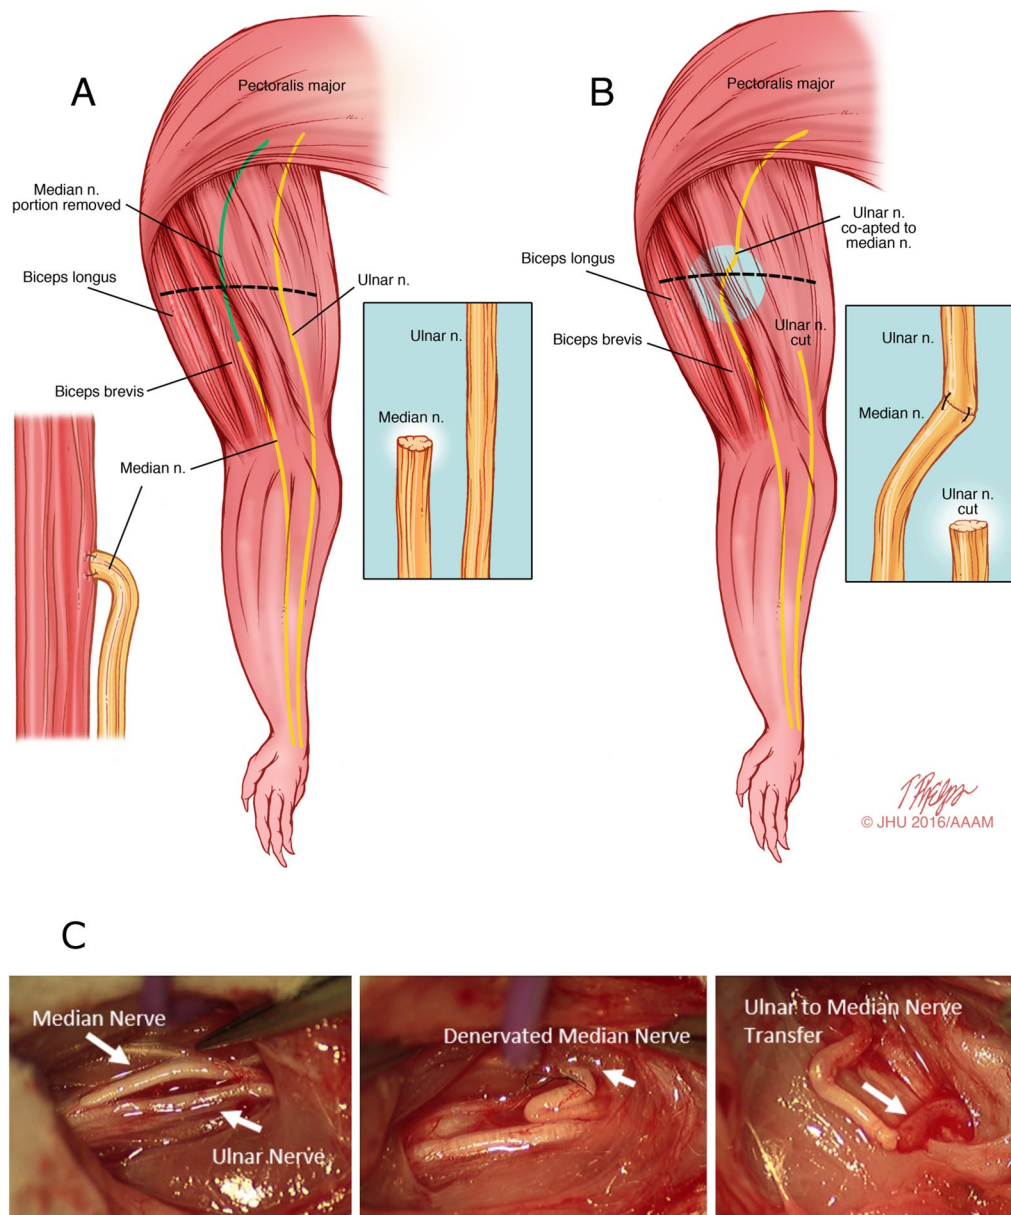 A
Pectoralis major
Median n.
portion removed
Biceps longus
Ulnar n.
Biceps brevis
Median n.
Ulnar n.
Median n.
B
Pectoralis major
Ulnar n.
co-apted to
median n.
Biceps longus
Biceps brevis
Ulnar n.
cut
Ulnar n.
Median n.
Ulnar n.
cut
T Phelps
© JHU 2016/AAAM
C
Median Nerve
Ulnar Nerve
Denervated Median Nerve
Ulnar to Median Nerve
Transfer